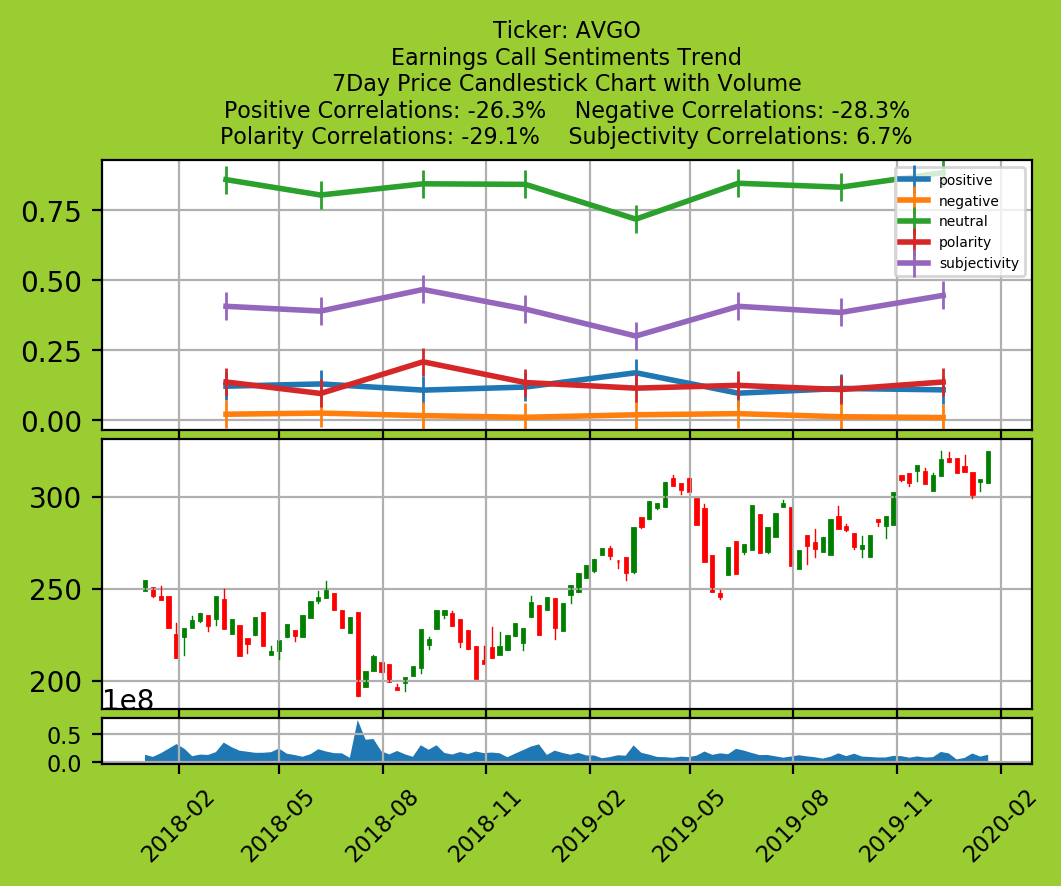 Ticker: AVGO
Earnings Call Sentiments Trend
7Day Price Candlestick Chart with Volume
Positive Correlations: -26.3%    Negative Correlations: -28.3%
Polarity Correlations: -29.1%    Subjectivity Correlations: 6.7%
positive
negative
neutral
polarity
subjectivity
0.75
0.50
0.25
0.00
300
250
200
1e8
0.5
0.0
2018-02
2018-05
2018-08
2018-11
2019-02
2019-05
2019-08
2019-11
2020-02